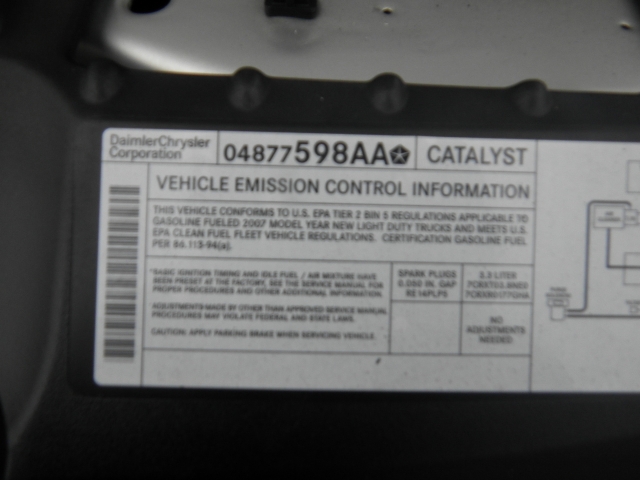 DaimlerChrysler
Corporation
04877598AA
CATALYST
VEHICLE EMISSION CONTROL INFORMATION
THIS VEHICLE CONFORMS TO U.S. EPA TIER 2 BIN 5 REGULATIONS APPLICABLE TO
GASOLINE FUELED 2007 MODEL YEAR NEW LIGHT DUTY TRUCKS AND MEETS U.S.
EPA CLEAN FUEL FLEET VEHICLE REGULATIONS. CERTIFICATION GASOLINE FUEL
PER 86.113-94(a).
*BASIC IGNITION TIMING AND IDLE FUEL / AIR MIXTURE HAVE
BEEN PRESET AT THE FACTORY. SEE THE SERVICE MANUAL FOR
PROPER PROCEDURES AND OTHER ADDITIONAL INFORMATION.
ADJUSTMENTS MADE BY OTHER THAN APPROVED SERVICE MANUAL
PROCEDURES MAY VIOLATE FEDERAL AND STATE LAWS.
CAUTION: APPLY PARKING BRAKE WHEN SERVICING VEHICLE.
SPARK PLUGS
0.050 IN. GAP
RE14PLP5
3.3 LITER
NO
ADJUSTMENTS
NEEDED